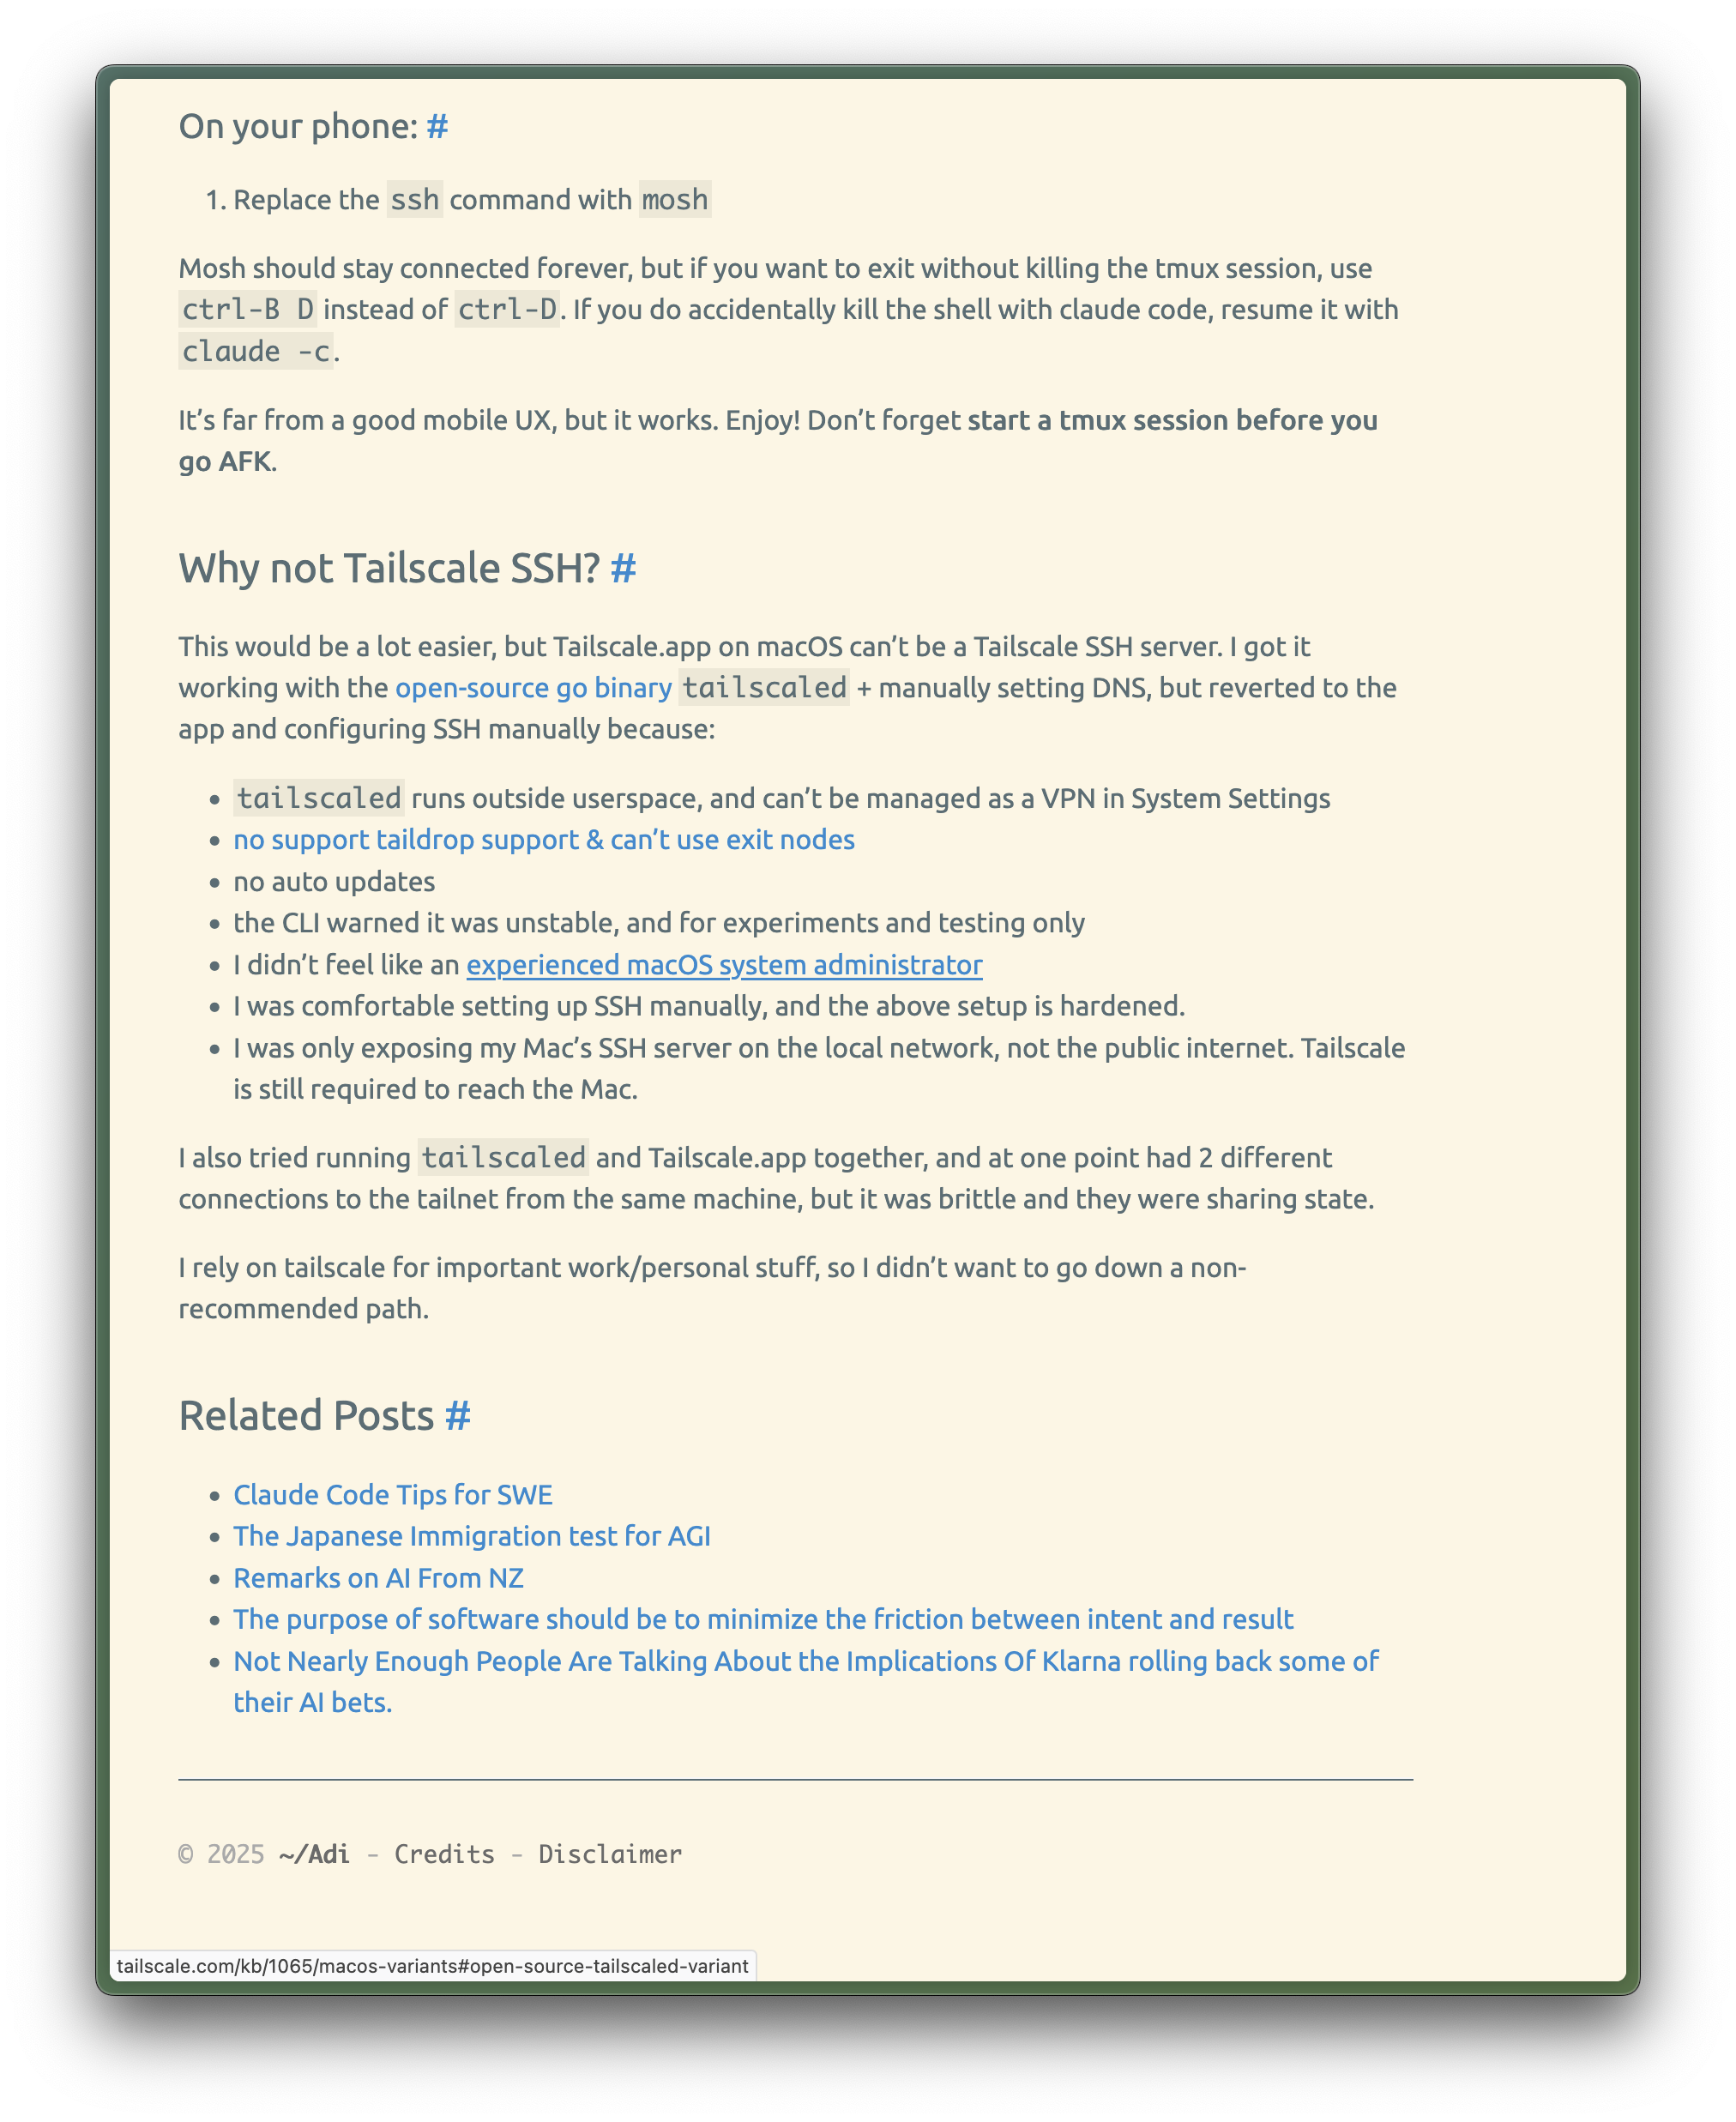 On your phone: #
1. Replace the ssh command with mosh
Mosh should stay connected forever, but if you want to exit without killing the tmux session, use
ctrl-B D instead of ctrl-D. If you do accidentally kill the shell with claude code, resume it with
claude -c.
It’s far from a good mobile UX, but it works. Enjoy! Don’t forget start a tmux session before you
go AFK.
Why not Tailscale SSH? #
This would be a lot easier, but Tailscale.app on macOS can’t be a Tailscale SSH server. I got it
working with the open-source go binary tailscaled + manually setting DNS, but reverted to the
app and configuring SSH manually because:
• tailscaled runs outside userspace, and can’t be managed as a VPN in System Settings
• no support taildrop support & can’t use exit nodes
• no auto updates
• the CLI warned it was unstable, and for experiments and testing only
• I didn’t feel like an experienced macOS system administrator
• I was comfortable setting up SSH manually, and the above setup is hardened.
• I was only exposing my Mac’s SSH server on the local network, not the public internet. Tailscale
is still required to reach the Mac.
I also tried running tailscaled and Tailscale.app together, and at one point had 2 different
connections to the tailnet from the same machine, but it was brittle and they were sharing state.
I rely on tailscale for important work/personal stuff, so I didn’t want to go down a non-
recommended path.
Related Posts #
• Claude Code Tips for SWE
• The Japanese Immigration test for AGI
• Remarks on AI From NZ
• The purpose of software should be to minimize the friction between intent and result
• Not Nearly Enough People Are Talking About the Implications Of Klarna rolling back some of
their AI bets.
© 2025 ~/Adi - Credits - Disclaimer
tailscale.com/kb/1065/macos-variants#open-source-tailscaled-variant